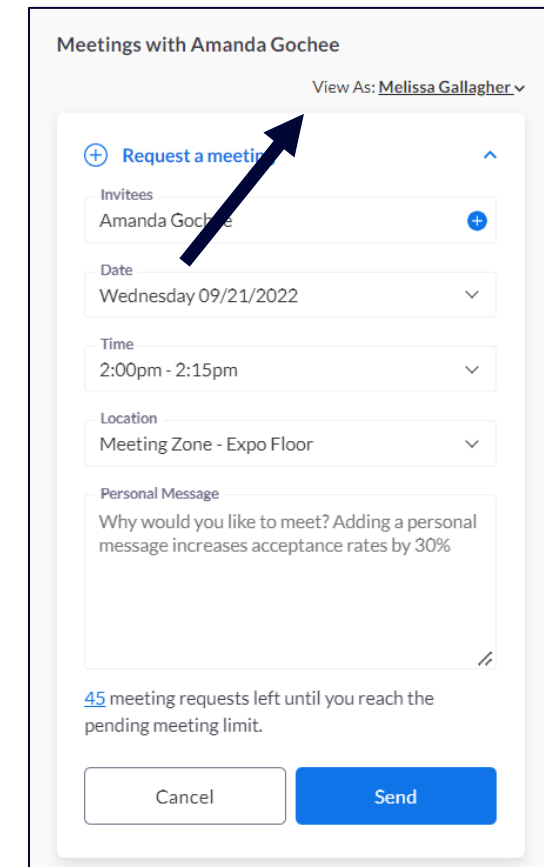 Meetings with Amanda Gochee
View As: Melissa Gallagher
Request a meeting
Invitees
Amanda Gochee
Date
Wednesday 09/21/2022
Time
2:00pm - 2:15pm
Location
Meeting Zone - Expo Floor
Personal Message
Why would you like to meet? Adding a personal
message increases acceptance rates by 30%
45 meeting requests left until you reach the
pending meeting limit.
Cancel Send